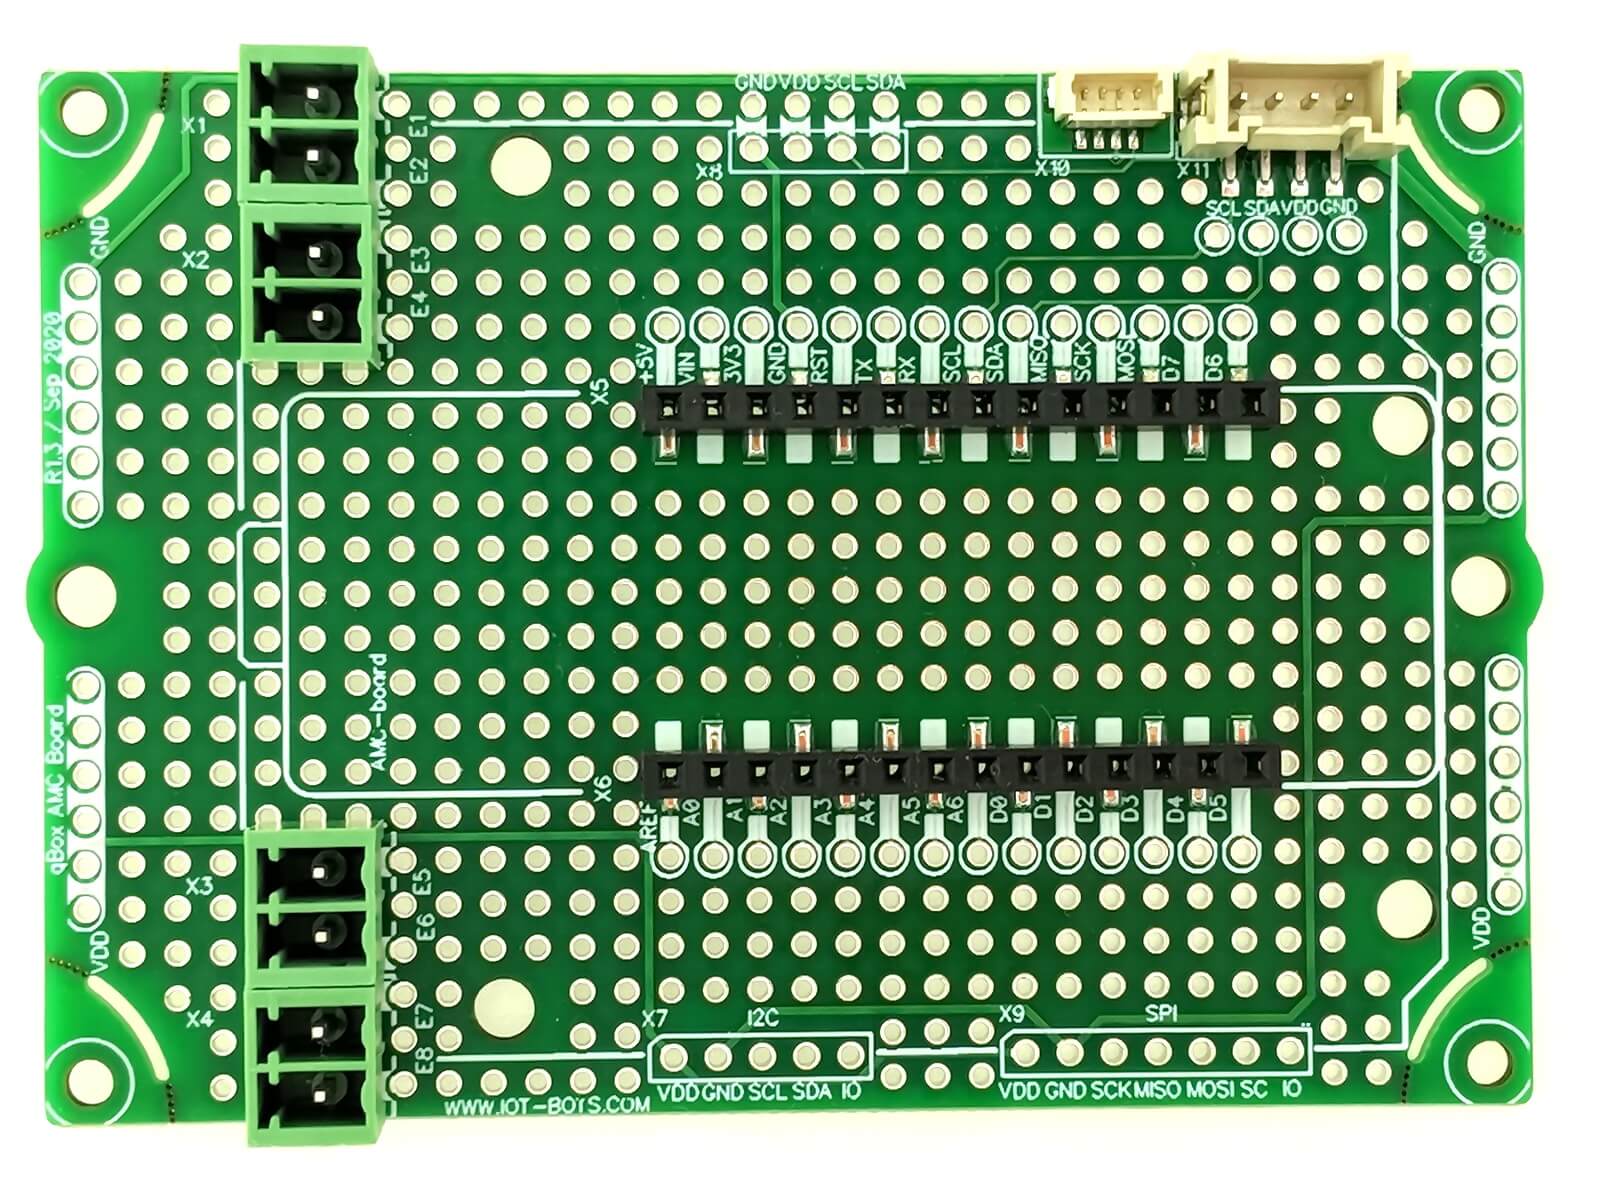 GND VDD SCL SDA
X1
E1
E2
X8
X10
X11
SCL SDA VDD GND
GND
X2
E3
E4
GND
R1.3 / Sep 2020
X5
+5V
VIN
3V3
GND
RST
TX
RX
SCL
SDA
MISO
SCK
MOSI
D7
D6
AMC-board
qBox AMC Board
X6
AREF
A0
A1
A2
A3
A4
A5
A6
D0
D1
D2
D3
D4
D5
X3
E5
E6
VDD
VDD
X4
E7
E8
X7
I2C
X9
SPI
VDD GND SCL SDA IO
VDD GND SCK MISO MOSI SC IO
WWW.IOT-BOYS.COM